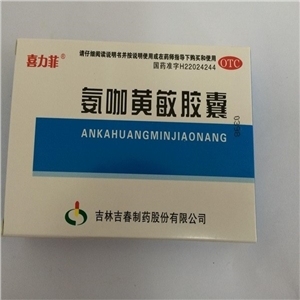 喜力菲®
请仔细阅读说明书并按说明使用或在药师指导下购买和使用
国药准字H22024244
OTC
氨咖黄敏胶囊
ANKAHUANGMINJIAONANG
吉林吉春制药股份有限公司